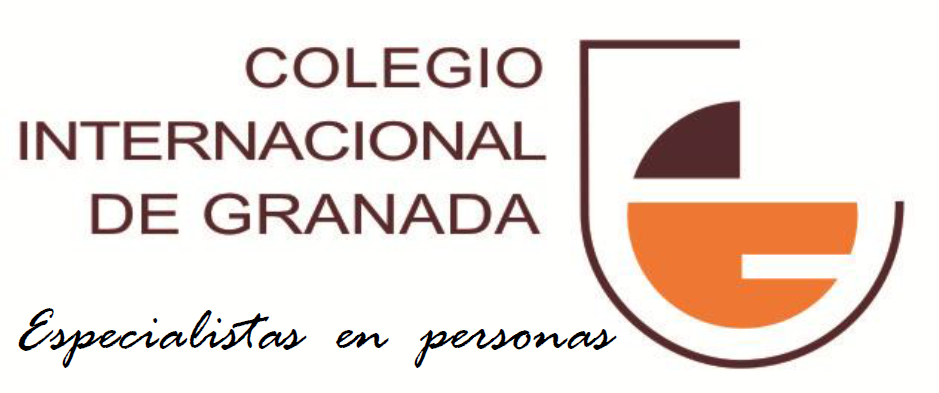 COLEGIO
INTERNACIONAL
DE GRANADA
Especialistas en personas